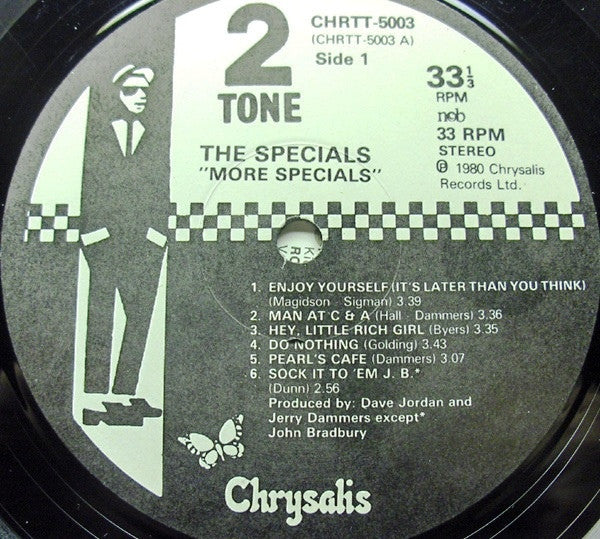 2
TONE
CHRTT-5003
(CHRTT-5003 A)
Side 1
33 1/3
RPM
ncb
33 RPM
STEREO
℗ 1980 Chrysalis
Records Ltd.
THE SPECIALS
"MORE SPECIALS"
1. ENJOY YOURSELF (IT'S LATER THAN YOU THINK)
(Magidson Sigman) 3.39
2. MAN AT C & A (Hall Dammers) 3.36
3. HEY, LITTLE RICH GIRL (Byers) 3.35
4. DO NOTHING (Golding) 3.43
5. PEARL'S CAFE (Dammers) 3.07
6. SOCK IT TO 'EM J. B.*
(Dunn) 2.56
Produced by: Dave Jordan and
Jerry Dammers except*
John Bradbury
Chrysalis